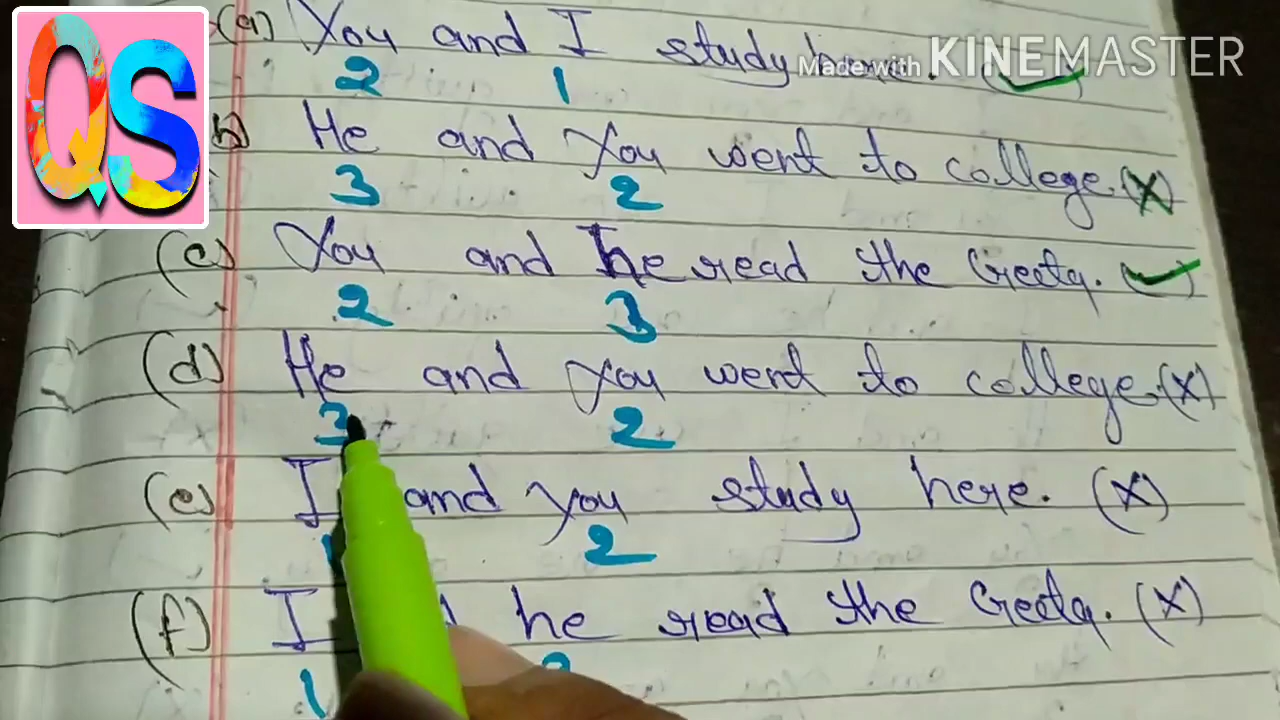 QS
(a) You and I study here.
Made with KINEMASTER
2 1
(b) He and You went to college. (X)
3 2
(c) You and he read the Geeta.
2 3
(d) He and you went to college. (X)
3 2
(e) I and you study here. (X)
1 2
(f) I he read the Geeta. (X)
1